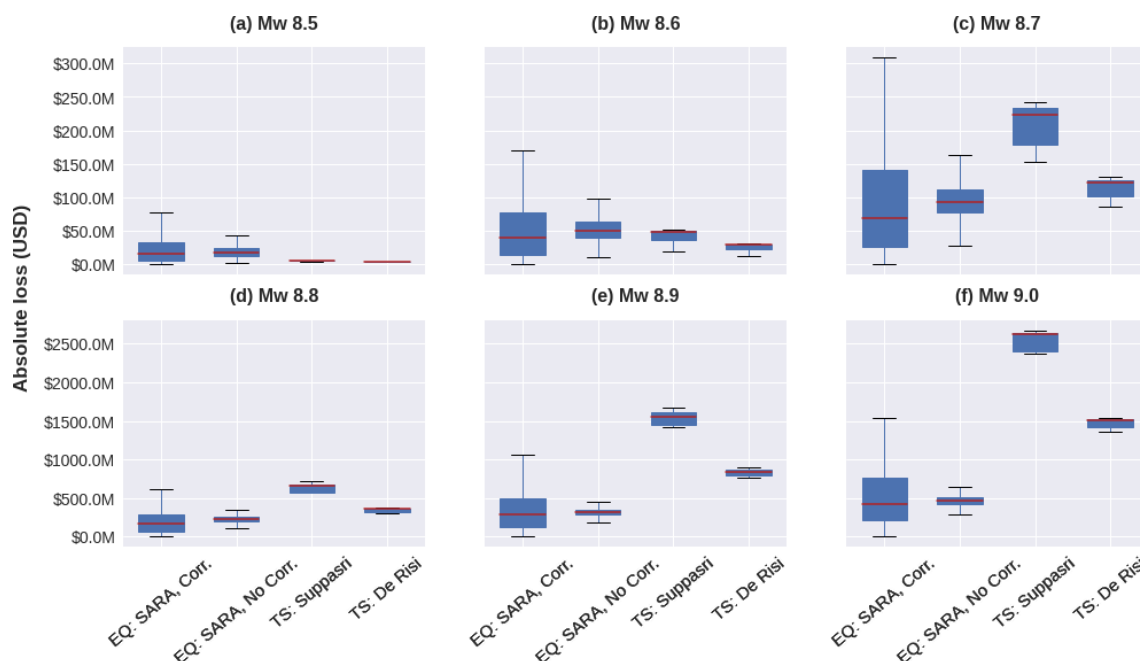 (a) Mw 8.5
(b) Mw 8.6
(c) Mw 8.7
$300.0M
$250.0M
$200.0M
$150.0M
$100.0M
$50.0M
$0.0M
Absolute loss (USD)
(d) Mw 8.8
(e) Mw 8.9
(f) Mw 9.0
$2500.0M
$2000.0M
$1500.0M
$1000.0M
$500.0M
$0.0M
EQ: SARA, Corr.
EQ: SARA, No Corr.
TS: Suppasri
TS: De Risi
EQ: SARA, Corr.
EQ: SARA, No Corr.
TS: Suppasri
TS: De Risi
EQ: SARA, Corr.
EQ: SARA, No Corr.
TS: Suppasri
TS: De Risi